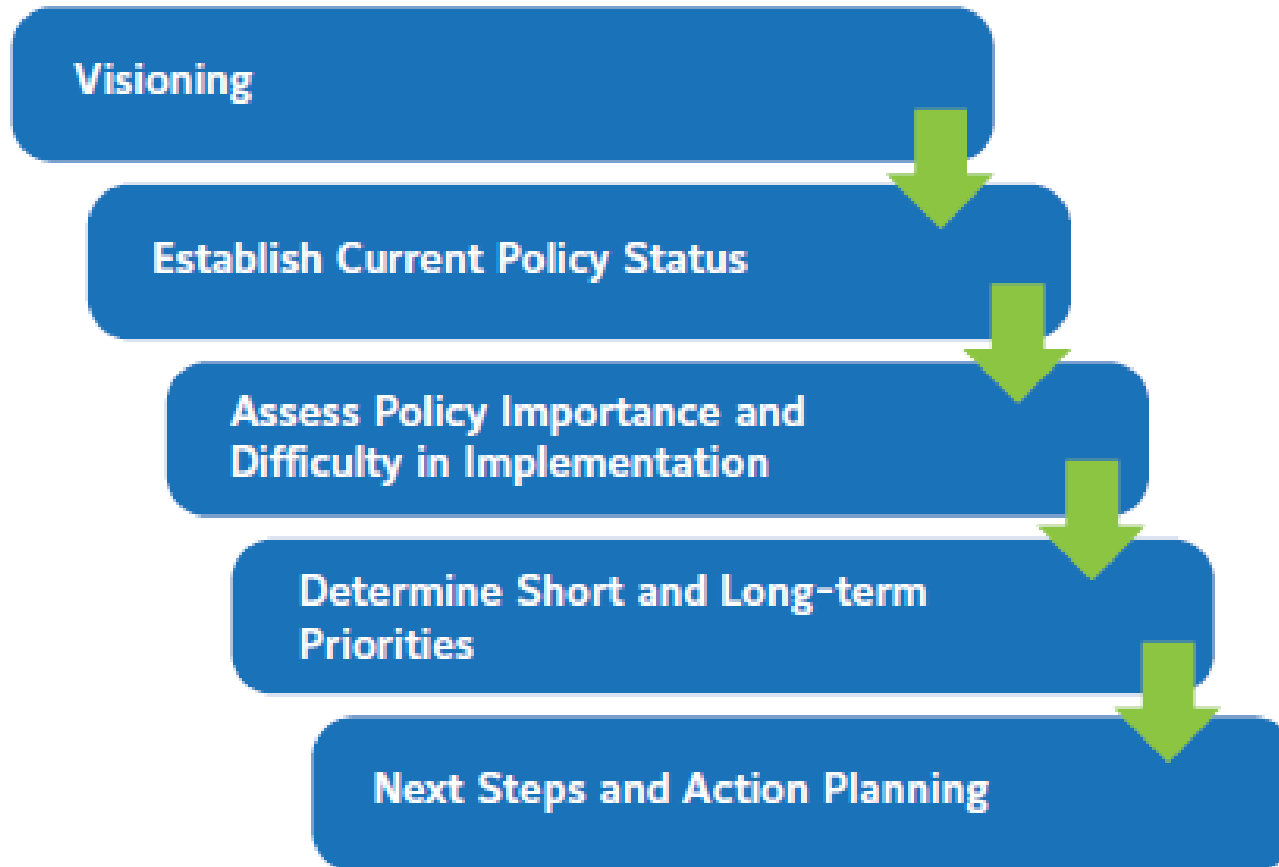 Visioning
Establish Current Policy Status
Assess Policy Importance and
Difficulty in Implementation
Determine Short and Long-term
Priorities
Next Steps and Action Planning